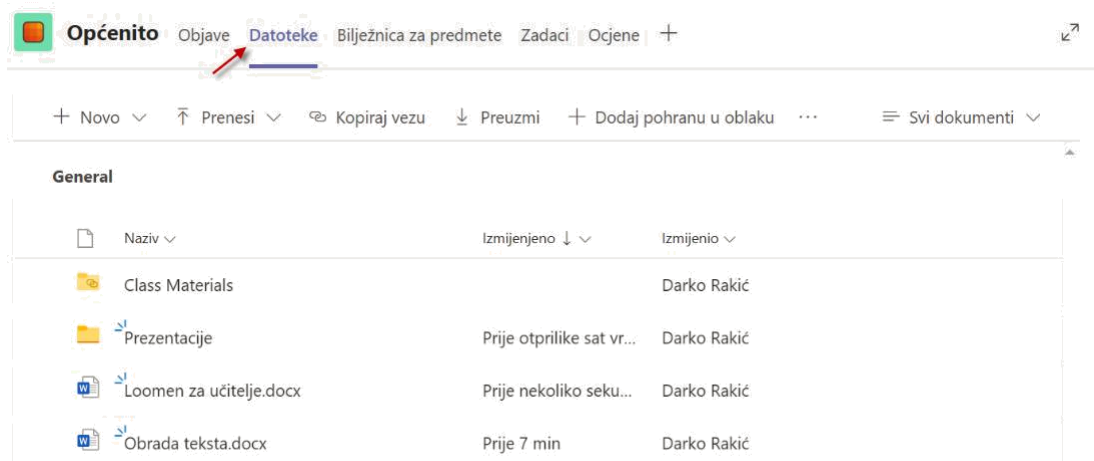 Općenito Objave Datoteke Bilježnica za predmete Zadaci Ocjene +
+ Novo Prenesi Kopiraj vezu Preuzmi + Dodaj pohranu u oblaku ... Svi dokumenti
General
Naziv Izmijenjeno ↓ Izmijenio
Class Materials Darko Rakić
Prezentacije Prije otprilike sat vr... Darko Rakić
Loomen za učitelje.docx Prije nekoliko seku... Darko Rakić
Obrada teksta.docx Prije 7 min Darko Rakić